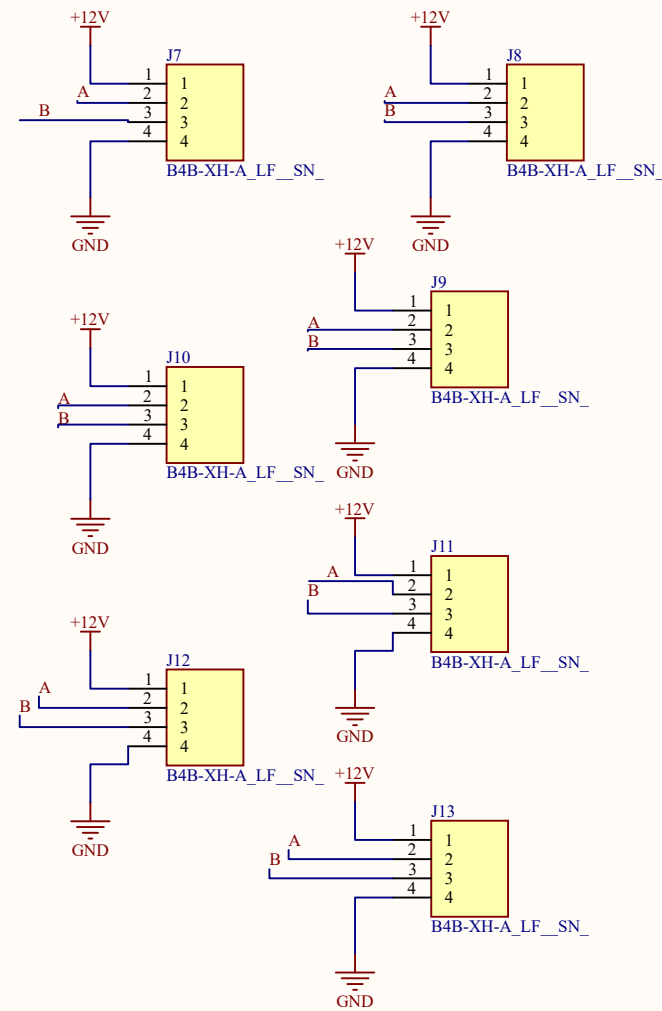 +12V
J7
1 1
A 2 2
B 3 3
4 4
B4B-XH-A_LF__SN_
GND
+12V
J8
1 1
A 2 2
B 3 3
4 4
B4B-XH-A_LF__SN_
GND
+12V
J9
1 1
A 2 2
B 3 3
4 4
B4B-XH-A_LF__SN_
GND
+12V
J10
1 1
A 2 2
B 3 3
4 4
B4B-XH-A_LF__SN_
GND
+12V
J11
1 1
A 2 2
B 3 3
4 4
B4B-XH-A_LF__SN_
GND
+12V
J12
1 1
A 2 2
B 3 3
4 4
B4B-XH-A_LF__SN_
GND
+12V
J13
1 1
A 2 2
B 3 3
4 4
B4B-XH-A_LF__SN_
GND